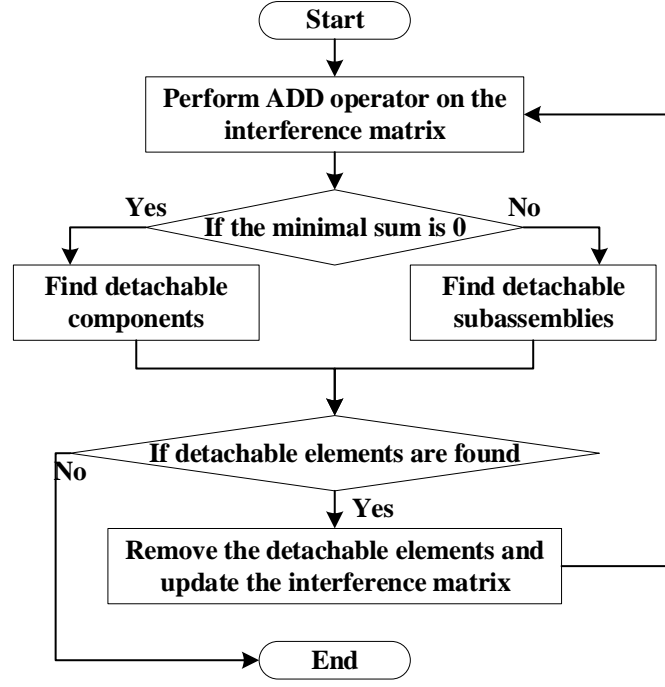 Start
Perform ADD operator on the
interference matrix
Yes
If the minimal sum is 0
No
Find detachable
components
Find detachable
subassemblies
If detachable elements are found
No
Yes
Remove the detachable elements and
update the interference matrix
End